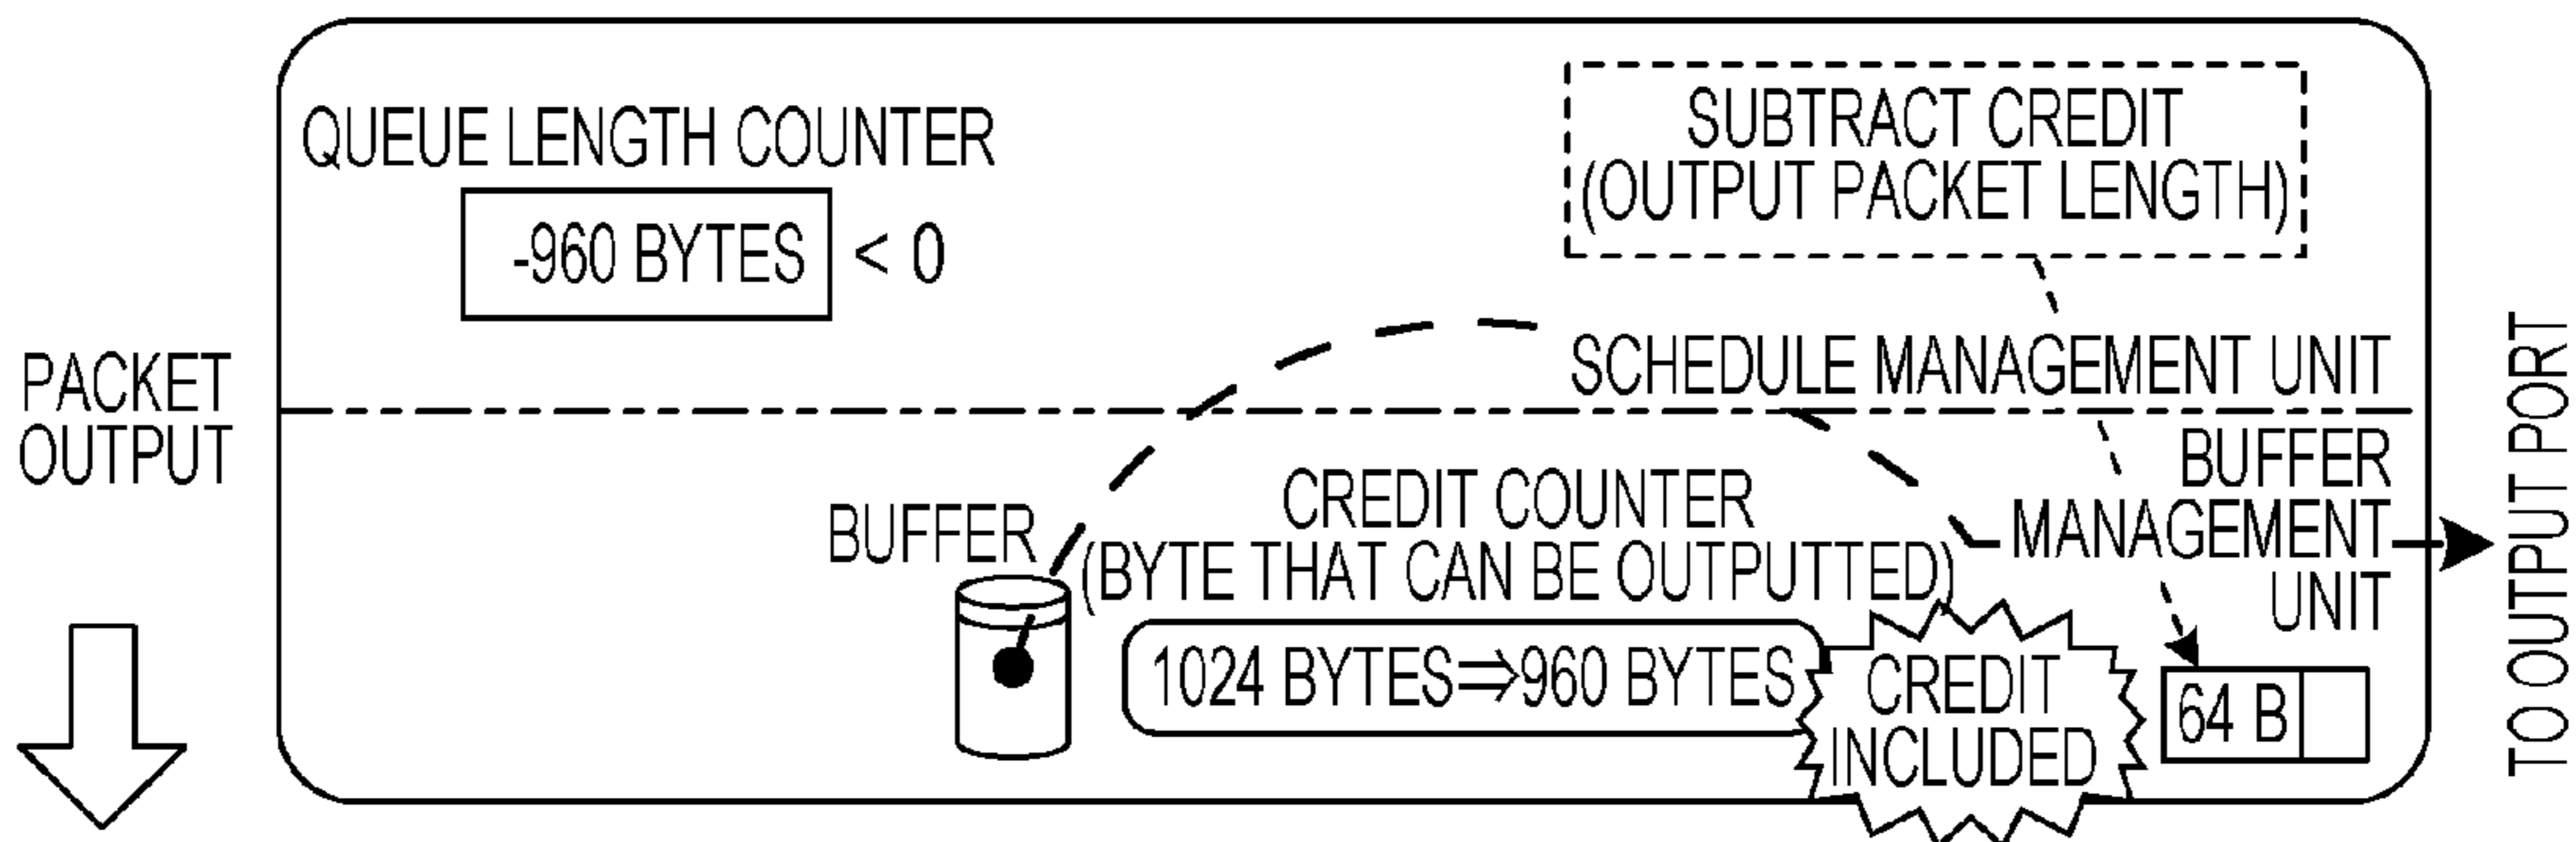 QUEUE LENGTH COUNTER
-960 BYTES < 0
SUBTRACT CREDIT
(OUTPUT PACKET LENGTH)
SCHEDULE MANAGEMENT UNIT
PACKET
OUTPUT
BUFFER
MANAGEMENT
UNIT
BUFFER
CREDIT COUNTER
(BYTE THAT CAN BE OUTPUTTED)
1024 BYTES⇒960 BYTES
CREDIT
INCLUDED
64 B
TO OUTPUT PORT